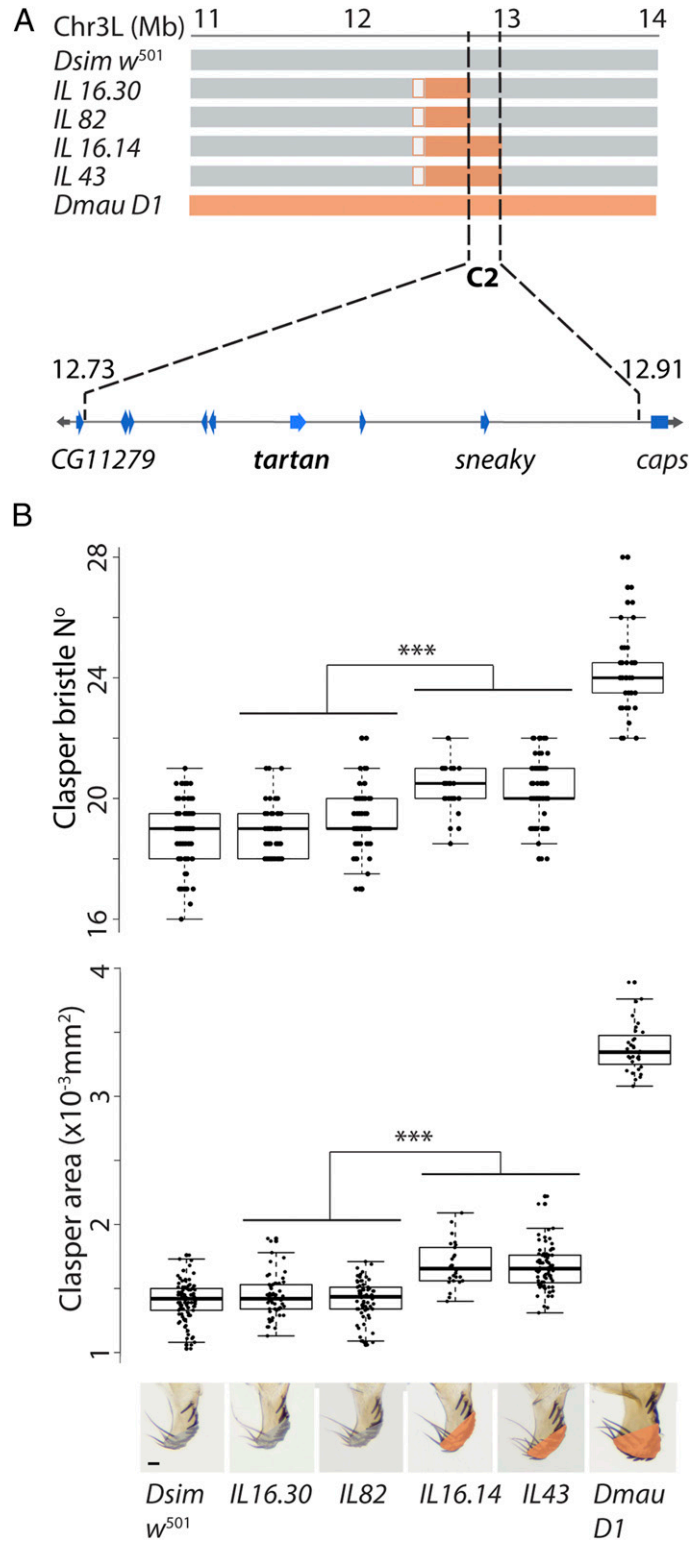 A
Chr3L (Mb) 11 12 13 14
Dsim w501
IL 16.30
IL 82
IL 16.14
IL 43
Dmau D1
C2
12.73 12.91
CG11279 tartan sneaky caps
B
Clasper bristle Nº
28
24
20
16
***
Clasper area (x10-3mm2)
4
3
2
1
***
Dsim w501 IL16.30 IL82 IL16.14 IL43 Dmau D1